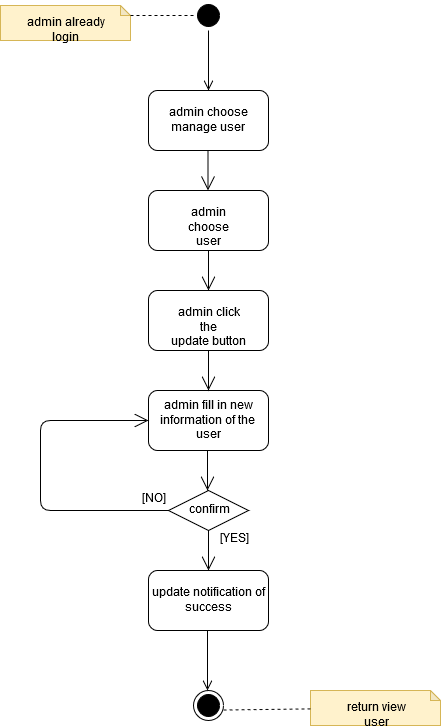 admin already
login
admin choose
manage user
admin
choose
user
admin click
the
update button
admin fill in new
information of the
user
confirm
[NO]
[YES]
update notification of
success
return view
user